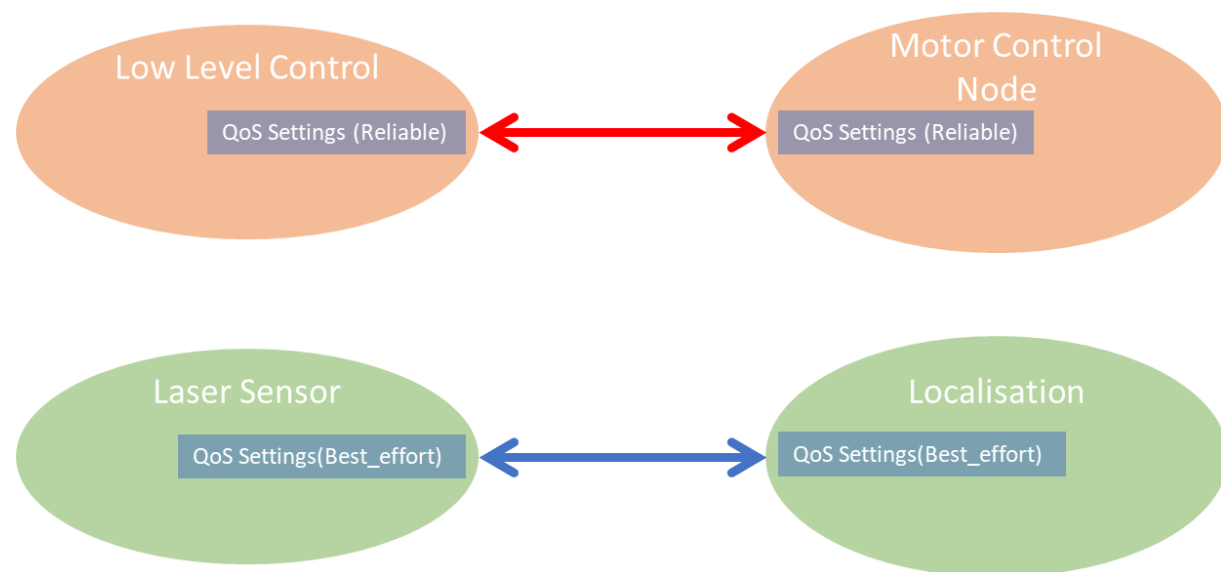 Low Level Control
QoS Settings (Reliable)
Motor Control
Node
QoS Settings (Reliable)
Laser Sensor
QoS Settings(Best_effort)
Localisation
QoS Settings(Best_effort)